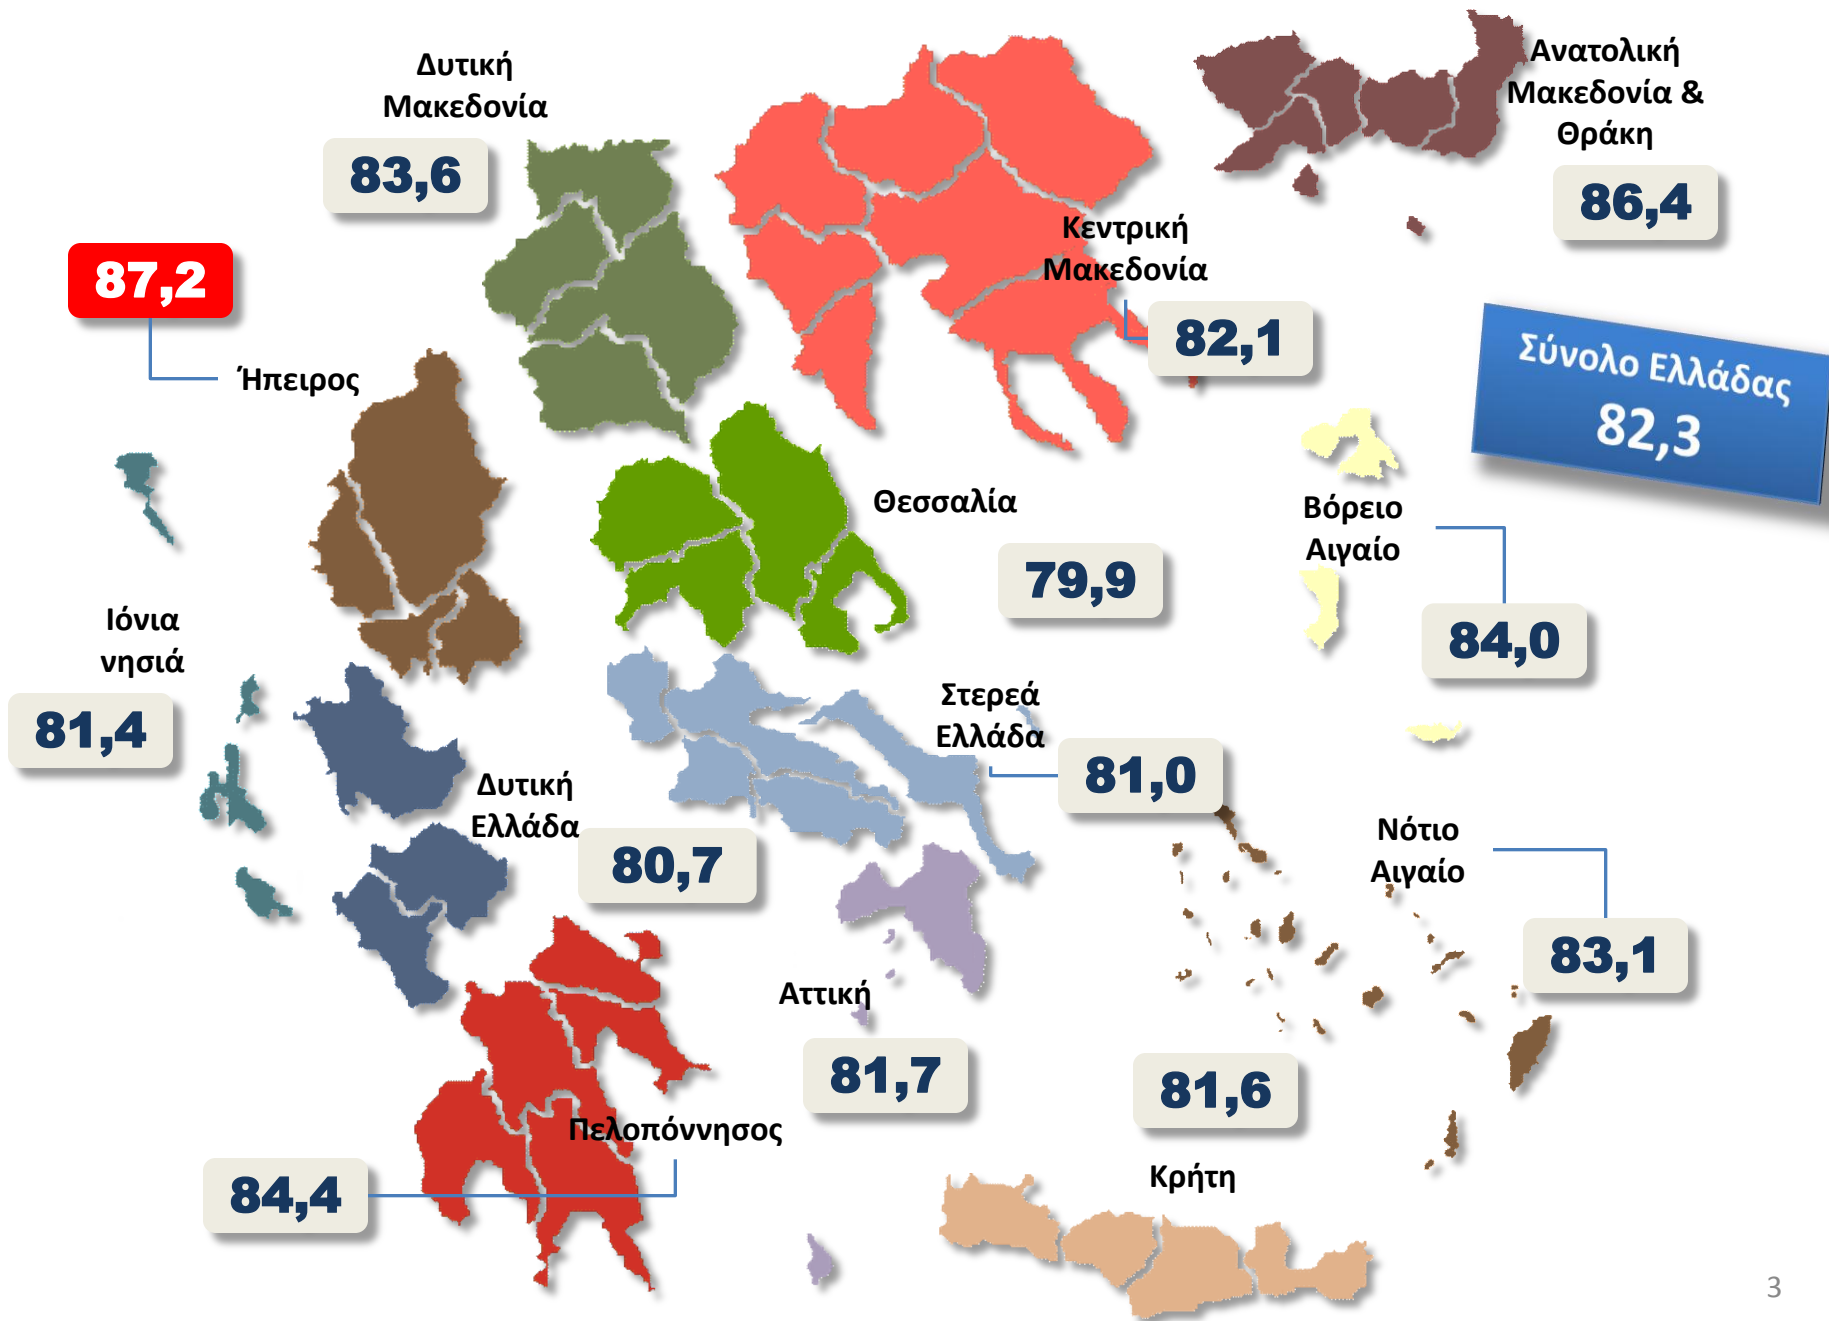 Δυτική
Μακεδονία
83,6
Ανατολική
Μακεδονία &
Θράκη
86,4
Κεντρική
Μακεδονία
82,1
87,2
Ήπειρος
Σύνολο Ελλάδας
82,3
Θεσσαλία
79,9
Βόρειο
Αιγαίο
84,0
Ιόνια
νησιά
81,4
Στερεά
Ελλάδα
81,0
Δυτική
Ελλάδα
80,7
Νότιο
Αιγαίο
83,1
Αττική
81,7
81,6
Κρήτη
Πελοπόννησος
84,4
3